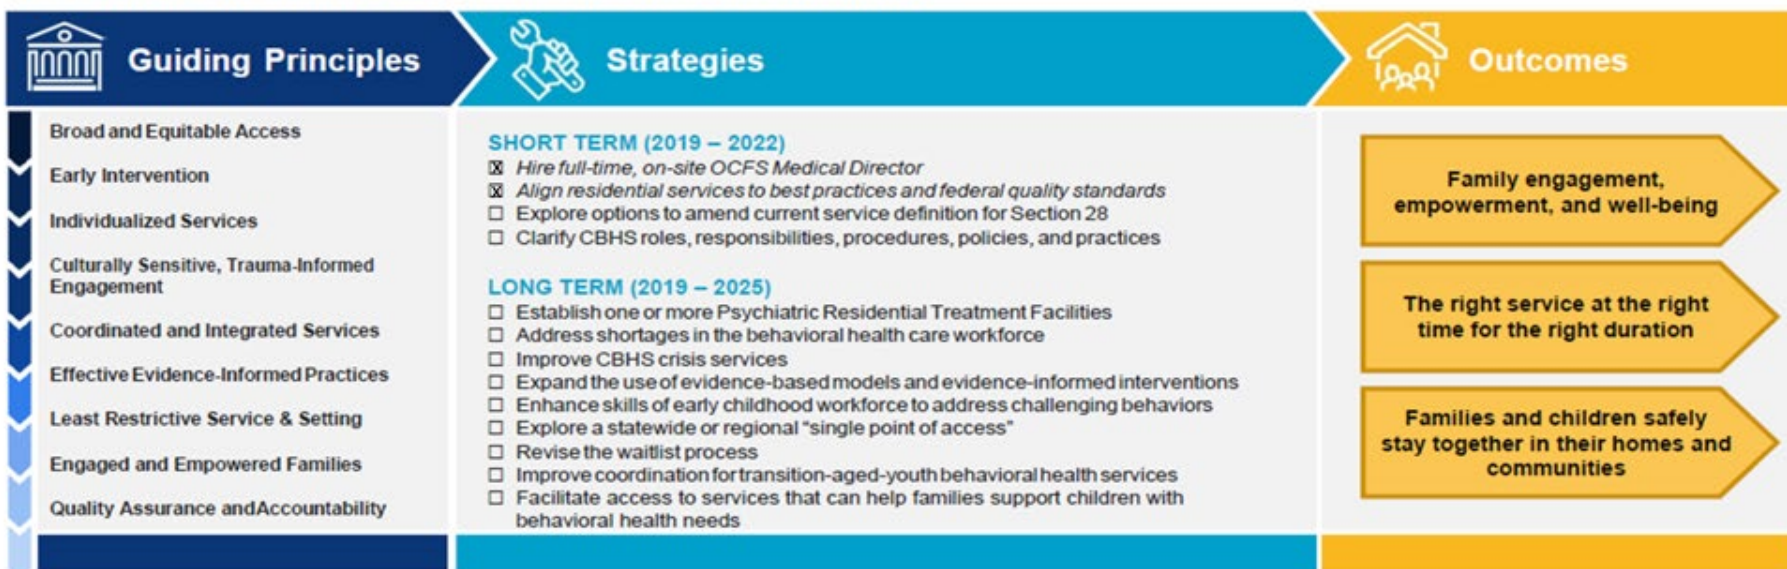 Guiding Principles
Broad and Equitable Access
Early Intervention
Individualized Services
Culturally Sensitive, Trauma-Informed
Engagement
Coordinated and Integrated Services
Effective Evidence-Informed Practices
Least Restrictive Service & Setting
Engaged and Empowered Families
Quality Assurance and Accountability
Strategies
SHORT TERM (2019 – 2022)
☒ Hire full-time, on-site OCFS Medical Director
☒ Align residential services to best practices and federal quality standards
☐ Explore options to amend current service definition for Section 28
☐ Clarify CBHS roles, responsibilities, procedures, policies, and practices
LONG TERM (2019 – 2025)
☐ Establish one or more Psychiatric Residential Treatment Facilities
☐ Address shortages in the behavioral health care workforce
☐ Improve CBHS crisis services
☐ Expand the use of evidence-based models and evidence-informed interventions
☐ Enhance skills of early childhood workforce to address challenging behaviors
☐ Explore a statewide or regional “single point of access”
☐ Revise the waitlist process
☐ Improve coordination for transition-aged-youth behavioral health services
☐ Facilitate access to services that can help families support children with
behavioral health needs
Outcomes
Family engagement,
empowerment, and well-being
The right service at the right
time for the right duration
Families and children safely
stay together in their homes and
communities